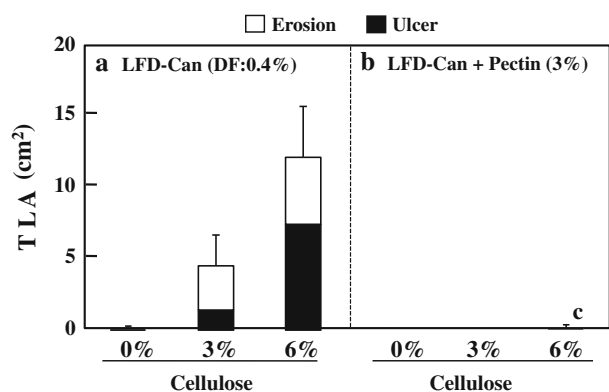 Erosion Ulcer
20
a LFD-Can (DF:0.4%) b LFD-Can + Pectin (3%)
15
10
5
0
TLA (cm²)
c
0% 3% 6% 0% 3% 6%
Cellulose Cellulose